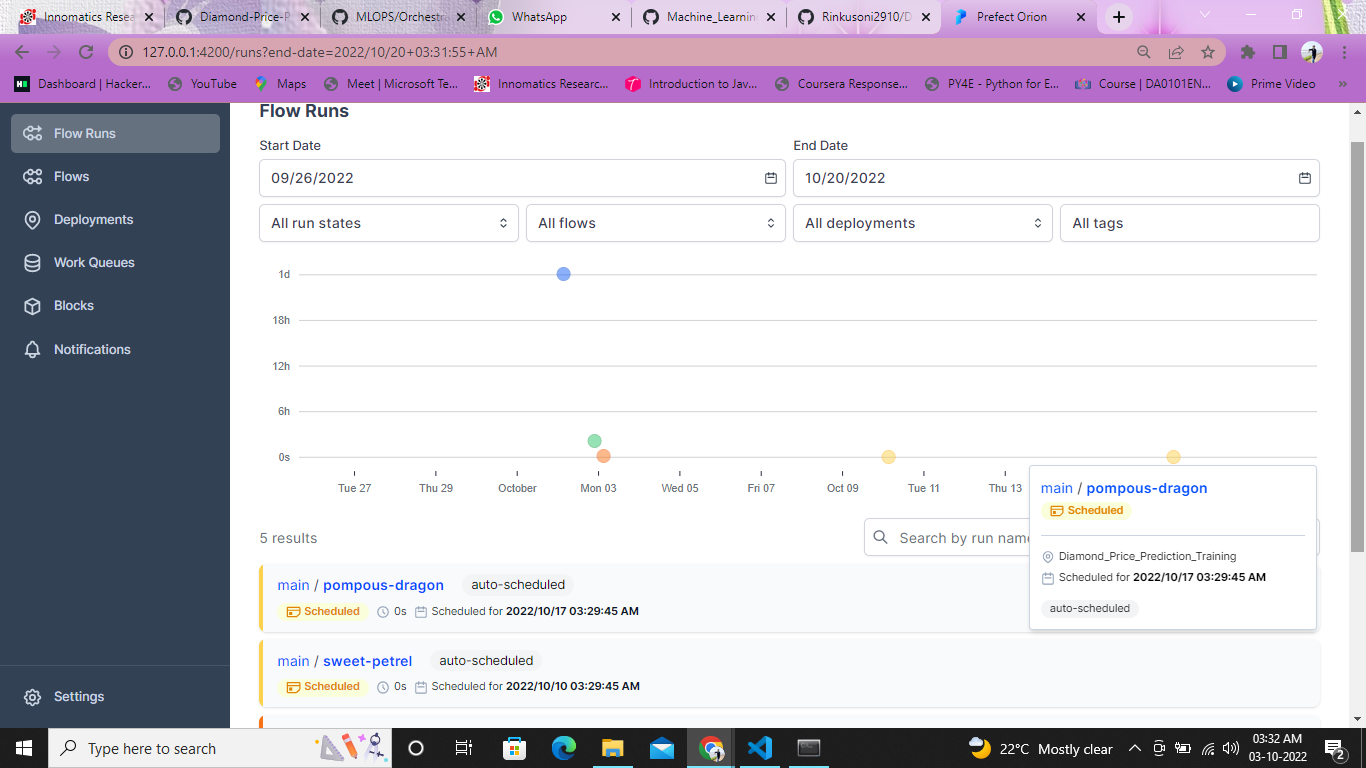 Innomatics Resea
Diamond-Price-P
MLOPS/Orchestra
WhatsApp
Machine_Learnin
Rinkusoni2910/D
Prefect Orion
127.0.0.1:4200/runs?end-date=2022/10/20+03:31:55+AM
Dashboard | Hacker...
YouTube
Maps
Meet | Microsoft Te...
Innomatics Researc...
Introduction to Jav...
Coursera Response...
PY4E - Python for E...
Course | DA0101EN...
Prime Video
»
Flow Runs
Flows
Deployments
Work Queues
Blocks
Notifications
Settings
Flow Runs
Start Date
End Date
09/26/2022
10/20/2022
All run states
All flows
All deployments
All tags
1d
18h
12h
6h
0s
Tue 27
Thu 29
October
Mon 03
Wed 05
Fri 07
Oct 09
Tue 11
Thu 13
main / pompous-dragon
Scheduled
Diamond_Price_Prediction_Training
Scheduled for 2022/10/17 03:29:45 AM
auto-scheduled
5 results
Search by run name
main / pompous-dragon auto-scheduled
Scheduled 0s Scheduled for 2022/10/17 03:29:45 AM
main / sweet-petrel auto-scheduled
Scheduled 0s Scheduled for 2022/10/10 03:29:45 AM
Type here to search
22°C Mostly clear
03:32 AM
03-10-2022
2